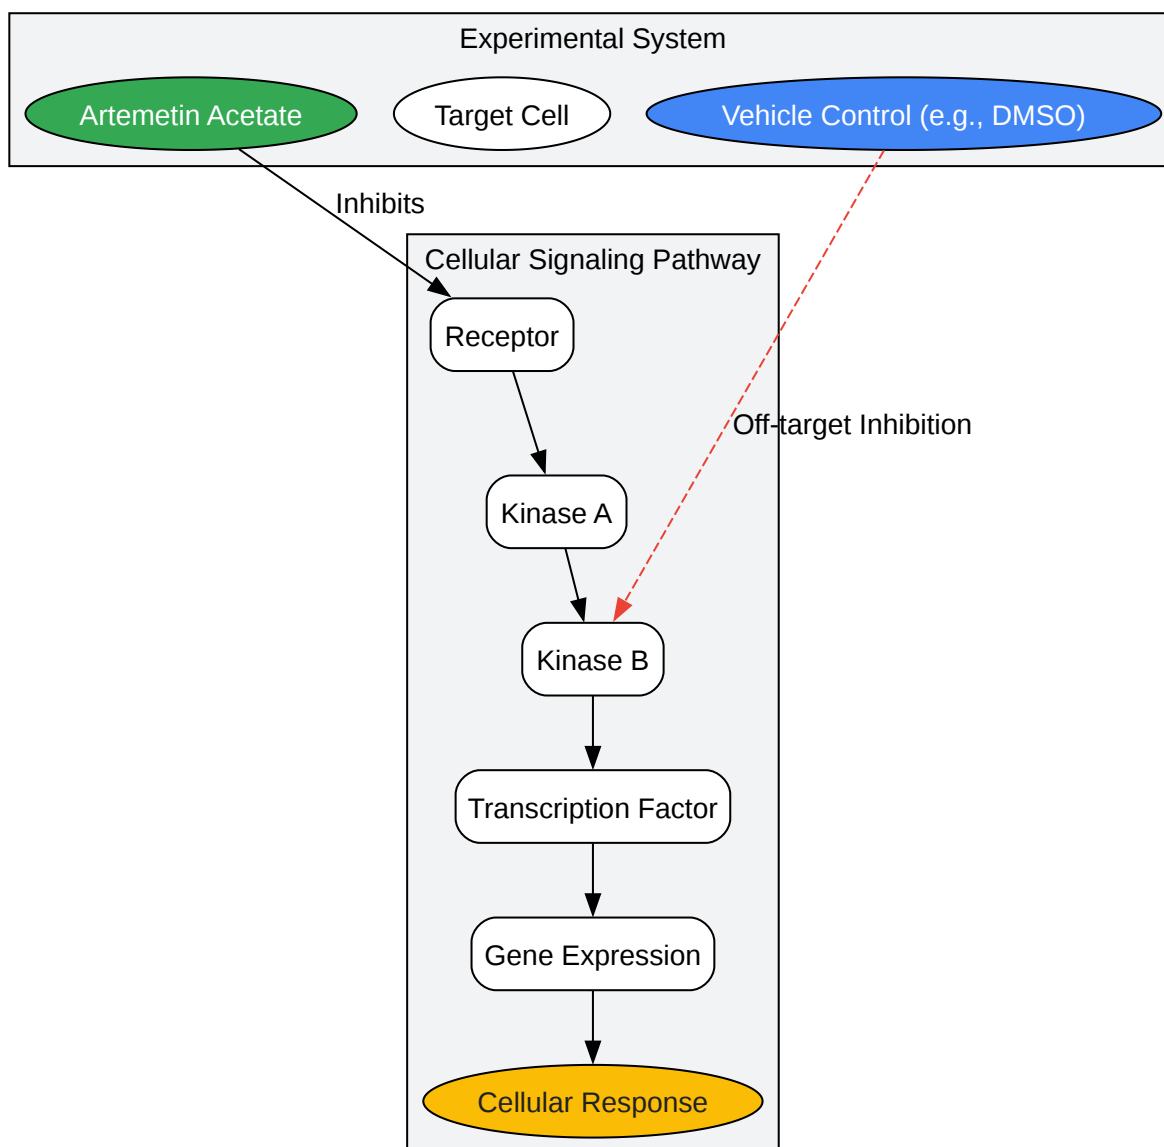 Experimental System
Artemetin Acetate
Target Cell
Vehicle Control (e.g., DMSO)
Inhibits
Cellular Signaling Pathway
Receptor
Off-target Inhibition
Kinase A
Kinase B
Transcription Factor
Gene Expression
Cellular Response